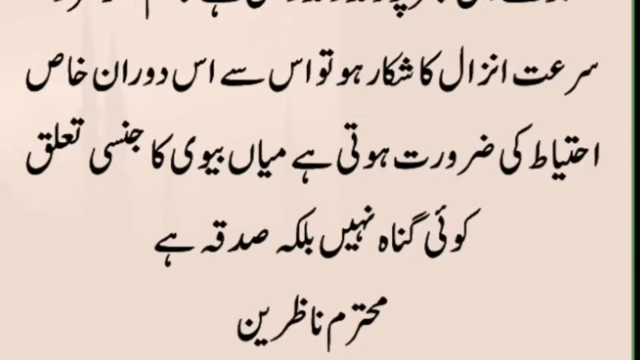 سرعت انزال کا شکار ہو تو اس سے اس دوران خاص
احتیاط کی ضرورت ہوتی ہے میاں بیوی کا جنسی تعلق
کوئی گناہ نہیں بلکہ صدقہ ہے
محترم ناظرین